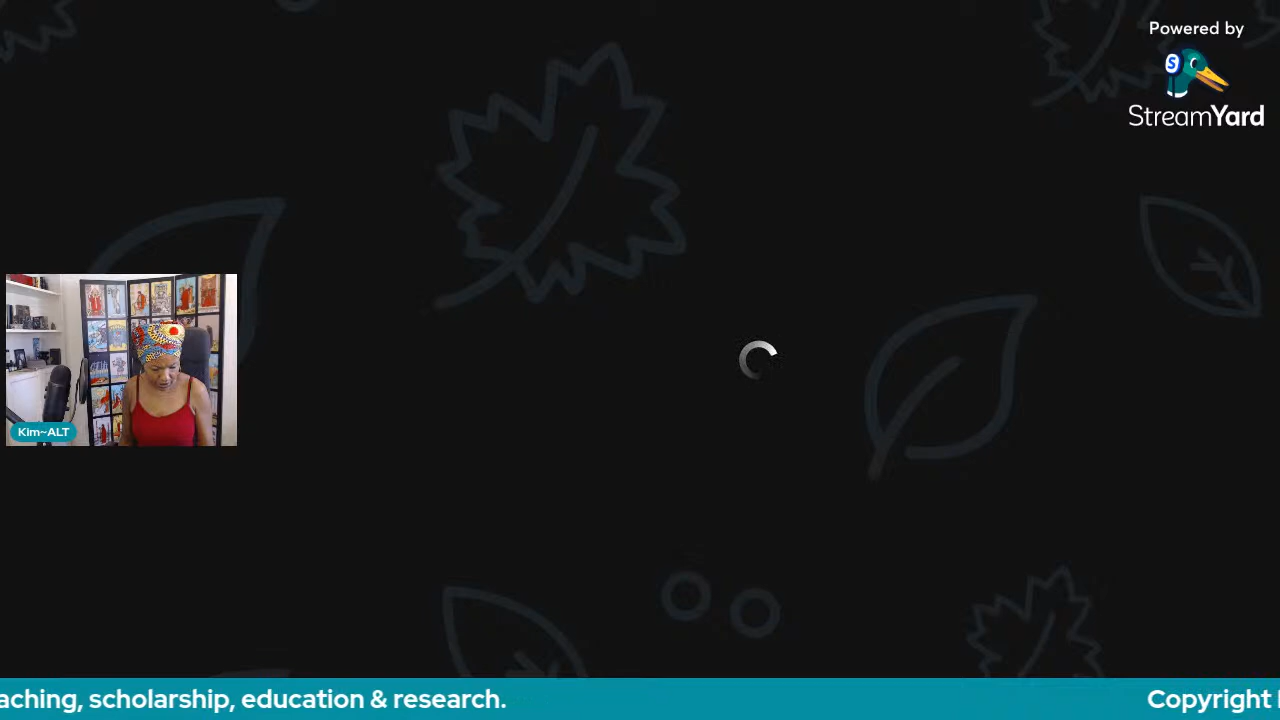 Powered by
S
StreamYard
Kim~ALT
aching, scholarship, education & research.
Copyright